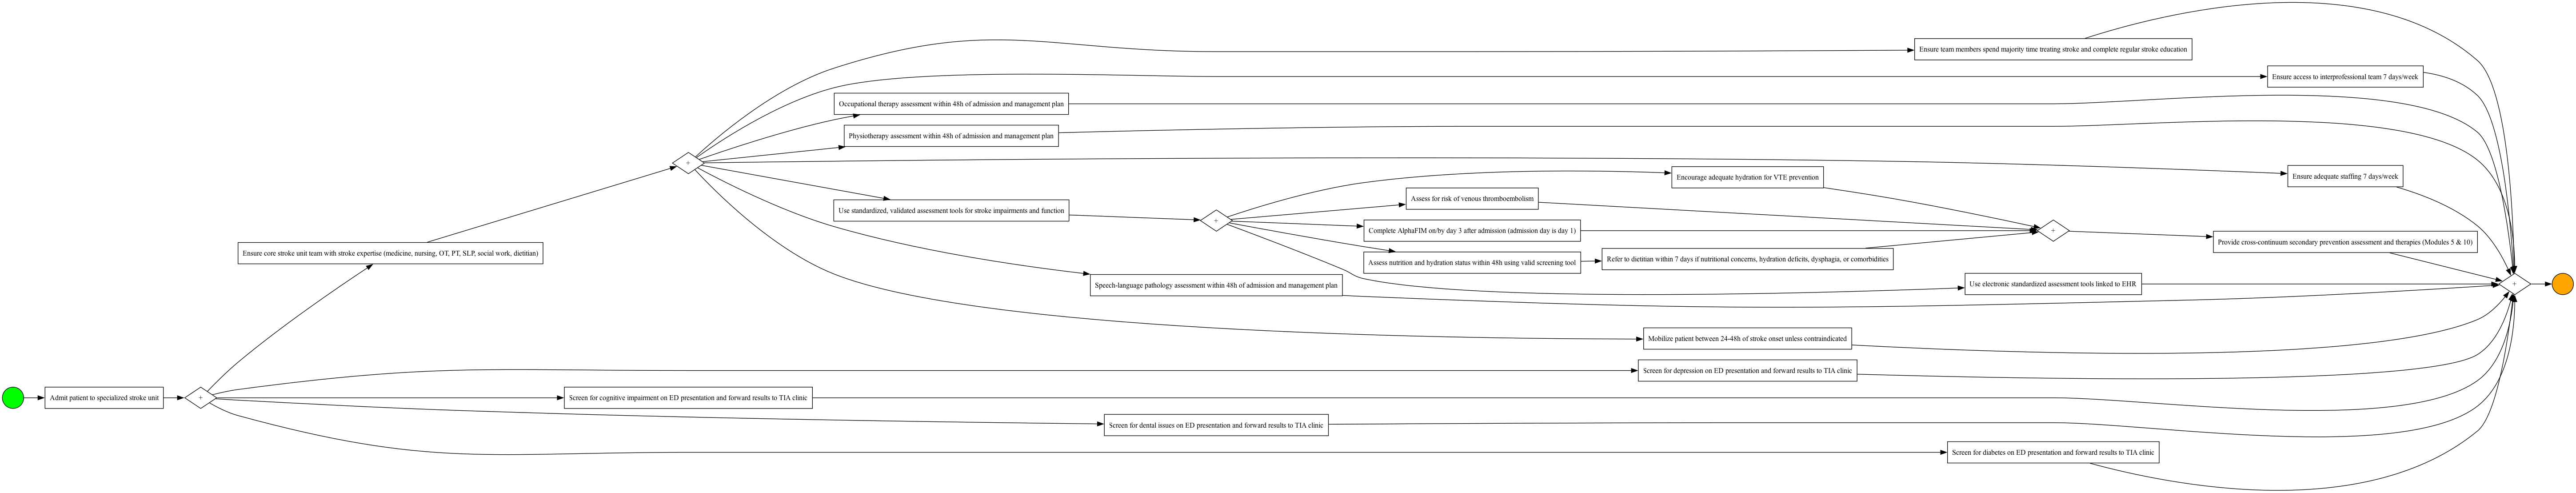 Ensure team members spend majority time treating stroke and complete regular stroke education
Ensure access to interprofessional team 7 days/week
Occupational therapy assessment within 48h of admission and management plan
Physiotherapy assessment within 48h of admission and management plan
+
Ensure adequate staffing 7 days/week
Encourage adequate hydration for VTE prevention
Assess for risk of venous thromboembolism
Use standardized, validated assessment tools for stroke impairments and function
+
Complete AlphaFIM on/by day 3 after admission (admission day is day 1)
+
Provide cross-continuum secondary prevention assessment and therapies (Modules 5 & 10)
Ensure core stroke unit team with stroke expertise (medicine, nursing, OT, PT, SLP, social work, dietitian)
Assess nutrition and hydration status within 48h using valid screening tool
Refer to dietitian within 7 days if nutritional concerns, hydration deficits, dysphagia, or comorbidities
Speech-language pathology assessment within 48h of admission and management plan
Use electronic standardized assessment tools linked to EHR
+
Mobilize patient between 24-48h of stroke onset unless contraindicated
Screen for depression on ED presentation and forward results to TIA clinic
Admit patient to specialized stroke unit
+
Screen for cognitive impairment on ED presentation and forward results to TIA clinic
Screen for dental issues on ED presentation and forward results to TIA clinic
Screen for diabetes on ED presentation and forward results to TIA clinic